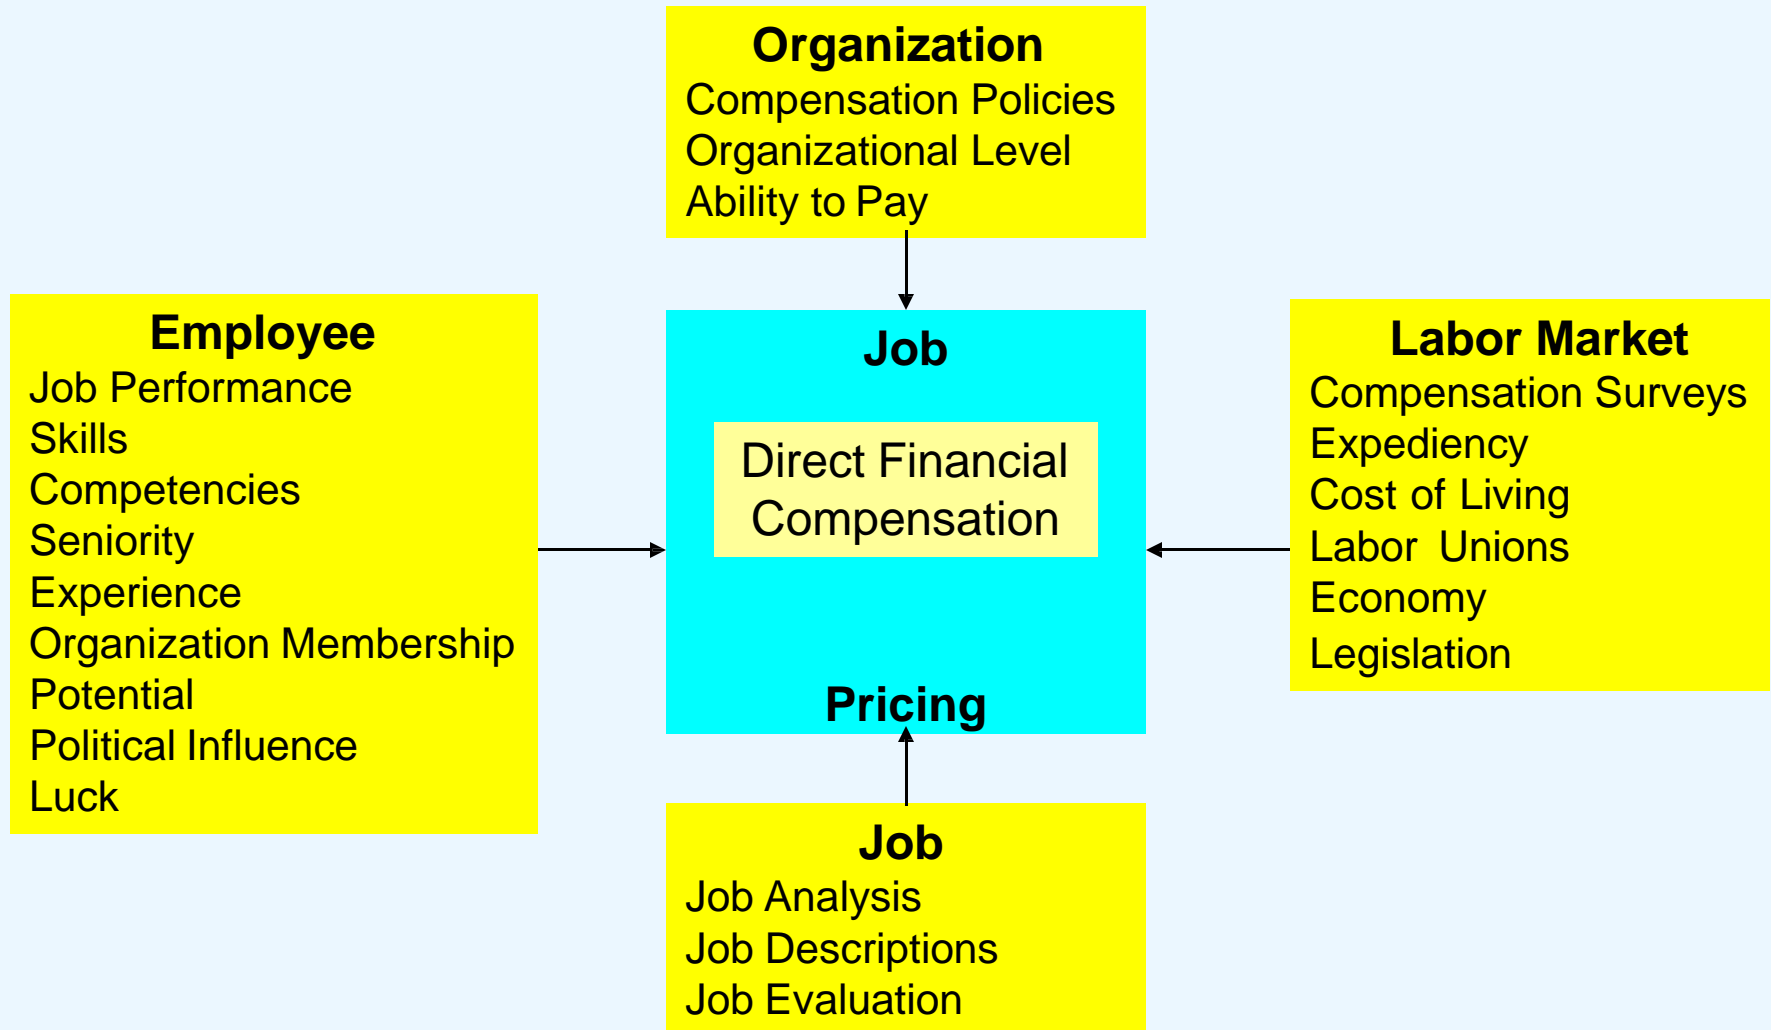 Organization
Compensation Policies
Organizational Level
Ability to Pay
Employee
Job Performance
Skills
Competencies
Seniority
Experience
Organization Membership
Potential
Political Influence
Luck
Job
Direct Financial
Compensation
Pricing
Labor Market
Compensation Surveys
Expediency
Cost of Living
Labor Unions
Economy
Legislation
Job
Job Analysis
Job Descriptions
Job Evaluation